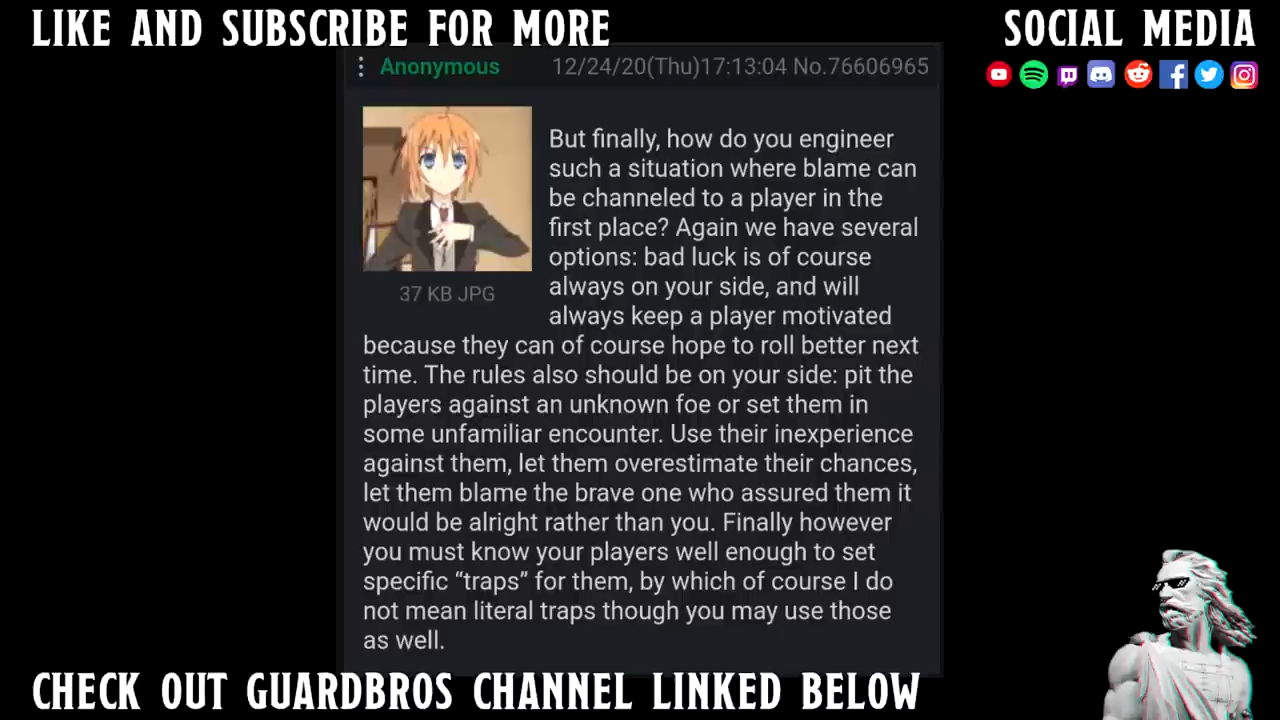 LIKE AND SUBSCRIBE FOR MORE
SOCIAL MEDIA
Anonymous 12/24/20(Thu)17:13:04 No.76606965
37 KB JPG
But finally, how do you engineer
such a situation where blame can
be channeled to a player in the
first place? Again we have several
options: bad luck is of course
always on your side, and will
always keep a player motivated
because they can of course hope to roll better next
time. The rules also should be on your side: pit the
players against an unknown foe or set them in
some unfamiliar encounter. Use their inexperience
against them, let them overestimate their chances,
let them blame the brave one who assured them it
would be alright rather than you. Finally however
you must know your players well enough to set
specific “traps” for them, by which of course I do
not mean literal traps though you may use those
as well.
CHECK OUT GUARDBROS CHANNEL LINKED BELOW